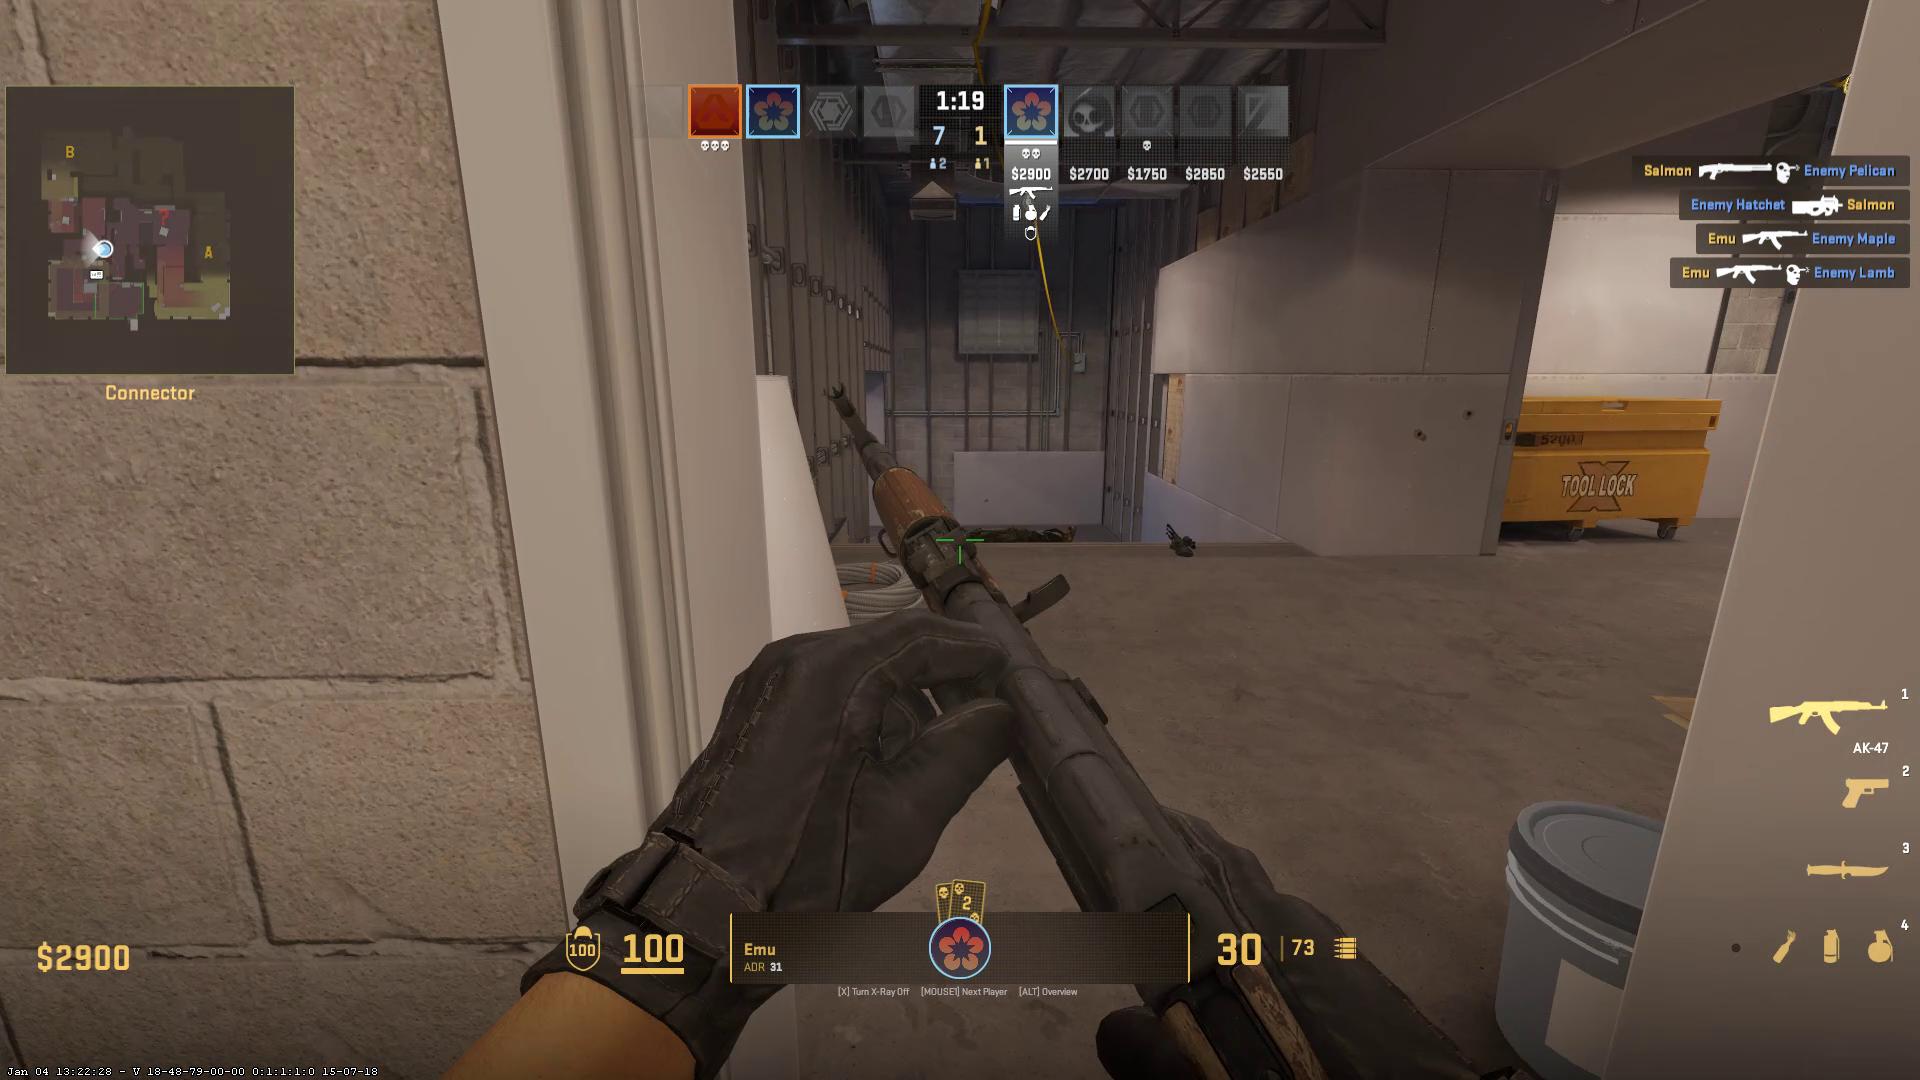 1:19
7 1
2 1
$2900 $2700 $1750 $2850 $2550
B
A
?
Connector
Salmon Enemy Pelican
Enemy Hatchet Salmon
Emu Enemy Maple
Emu Enemy Lamb
5200
TOOL LOCK
1
AK-47
2
3
4
$2900
100 100
2
Emu
ADR 31
30 73
[X] Turn X-Ray Off [MOUSE1] Next Player [ALT] Overview
Jan 04 13:22:28 - V 18-48-79-00-00 0:1:1:1:0 15-07-18